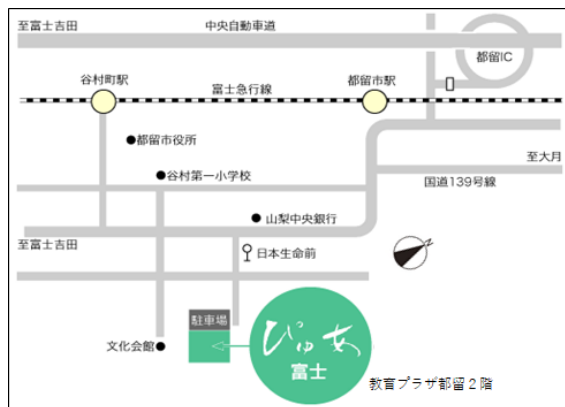 至富士吉田
中央自動車道
都留IC
谷村町駅
富士急行線
都留市駅
●都留市役所
至大月
●谷村第一小学校
国道139号線
● 山梨中央銀行
至富士吉田
日本生命前
N
駐車場
ぴゅあ
富士
文化会館●
教育プラザ都留２階